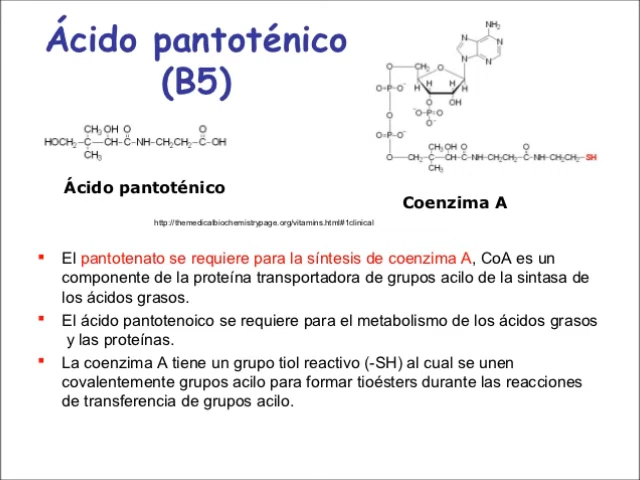 Ácido pantoténico
(B5)
NH₂
N
N
N
N
O
CH₂
O
O–P–O⁻
H
H
H
H
O
O
OH
O–P–O
O⁻
O–P–O⁻
CH₃ OH O
O
O
CH₂–C–CH–C–NH–CH₂CH₂–C–NH–CH₂CH₂–SH
CH₃
CH₃ OH O
O
HOCH₂–C–CH–C–NH–CH₂CH₂–C–OH
CH₃
Ácido pantoténico
Coenzima A
http://themedicalbiochemistrypage.org/vitamins.html#1clinical
El pantotenato se requiere para la síntesis de coenzima A, CoA es un
componente de la proteína transportadora de grupos acilo de la sintasa de
los ácidos grasos.
El ácido pantotenoico se requiere para el metabolismo de los ácidos grasos
y las proteínas.
La coenzima A tiene un grupo tiol reactivo (-SH) al cual se unen
covalentemente grupos acilo para formar tioésters durante las reacciones
de transferencia de grupos acilo.